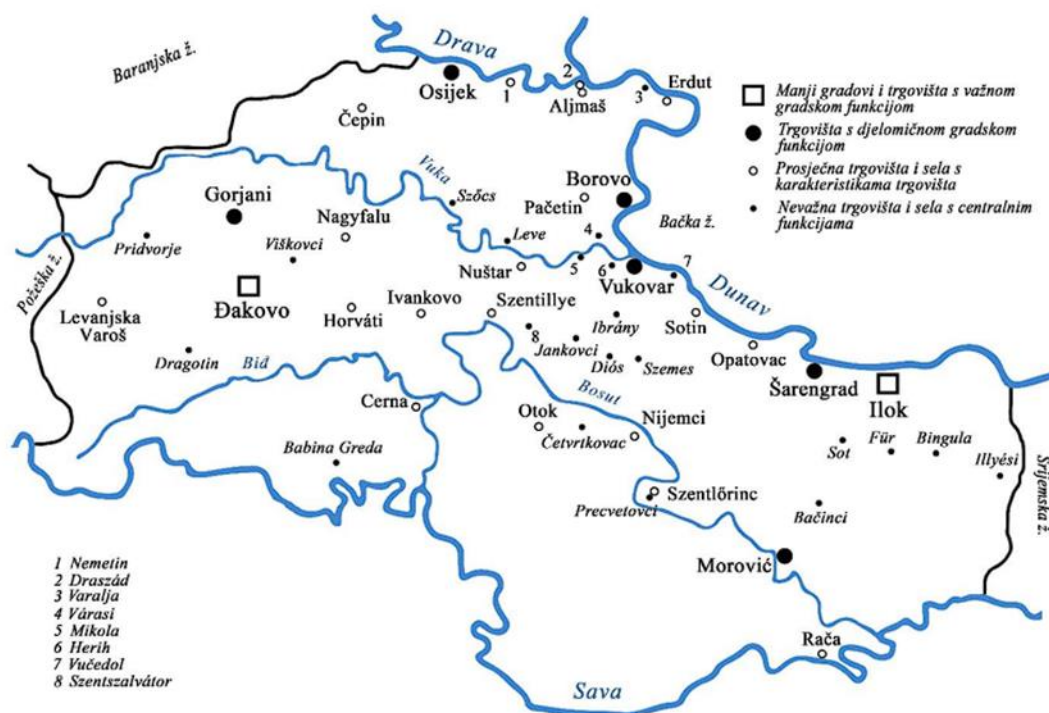 Drava
Baranjska ž.
Osijek
1
2
Aljmaš
3
Erdut
Čepin
Manji gradovi i trgovišta s važnom
gradskom funkcijom
Trgovišta s djelomičnom gradskom
funkcijom
Prosječna trgovišta i sela s
karakteristikama trgovišta
Nevažna trgovišta i sela s centralnim
funkcijama
Vuka
Szőcs
Borovo
Gorjani
Nagyfalu
Pačetin
Bačka ž.
Pridvorje
Viškovci
Leve
4
5
6
7
Nuštar
Vukovar
Dunav
Požeška ž.
Đakovo
Levanjska
Varoš
Horváti
Ivankovo
Szentillye
Ibrány
Sotin
8
Jankovci
Opatovac
Dragotin
Biđ
Diós
Szemes
Šarengrad
Ilok
Bosut
Cerna
Otok
Nijemci
Četvrtkovac
Babina Greda
Sot
Für
Bingula
Illyési
Srijemska ž.
Szentlőrinc
Precvetovci
Bačinci
Morović
1 Nemetin
2 Draszád
3 Varalja
4 Várasi
5 Mikola
6 Herih
7 Vučedol
8 Szentszalvátor
Rača
Sava